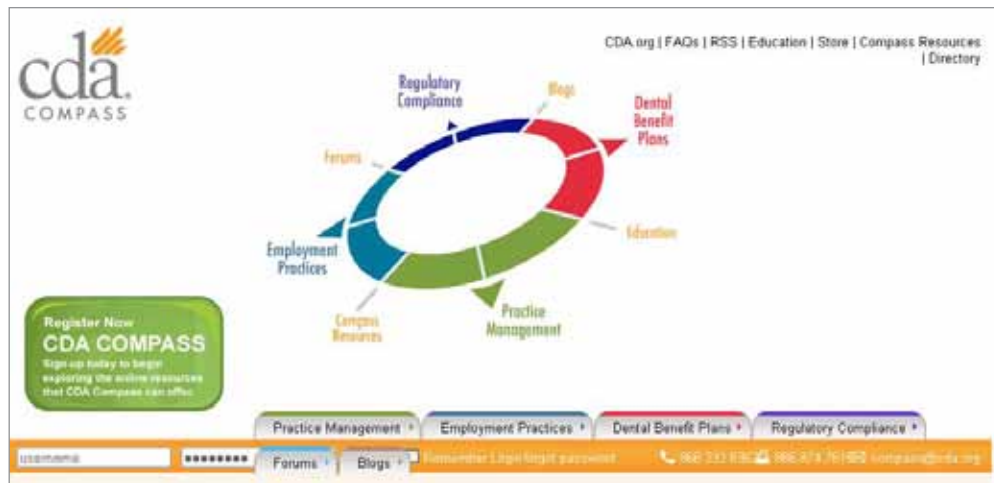 cda.
COMPASS
CDA.org | FAQs | RSS | Education | Store | Compass Resources
| Directory
Regulatory
Compliance
Blogs
Dental
Benefit
Plans
Forums
Education
Employment
Practices
Compass
Resources
Practice
Management
Register Now
CDA COMPASS
Sign up today to begin
exploring the online resources
that CDA Compass can offer.
Practice Management
Employment Practices
Dental Benefit Plans
Regulatory Compliance
username
Forums
Blogs
Remember Login forgot password
compass@cda.org